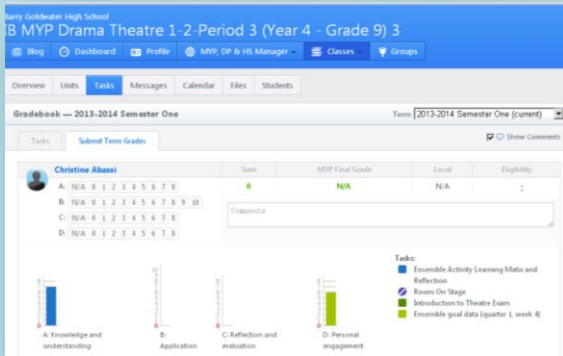 Barry Goldwater High School
IB MYP Drama Theatre 1-2-Period 3 (Year 4 - Grade 9) 3
Blog Dashboard Profile MYP, DP & HS Manager Classes Groups
Overview Units Tasks Messages Calendar Files Students
Gradebook — 2013-2014 Semester One Term: 2013-2014 Semester One (current)
Tasks Submit Term Grades Show Comments
Christine Abassi Sum MYP Final Grade Local Eligibility
A: N/A 0 1 2 3 4 5 6 7 8 0 N/A N/A -
B: N/A 0 1 2 3 4 5 6 7 8 9 10 Comments
C: N/A 0 1 2 3 4 5 6 7 8
D: N/A 0 1 2 3 4 5 6 7 8
Tasks:
Ensemble Activity Learning Matix and
Reflection
Room On Stage
Introduction to Theatre Exam
Ensemble goal data (quarter 1, week 4)
A: Knowledge and understanding
B: Application
C: Reflection and evaluation
D: Personal engagement